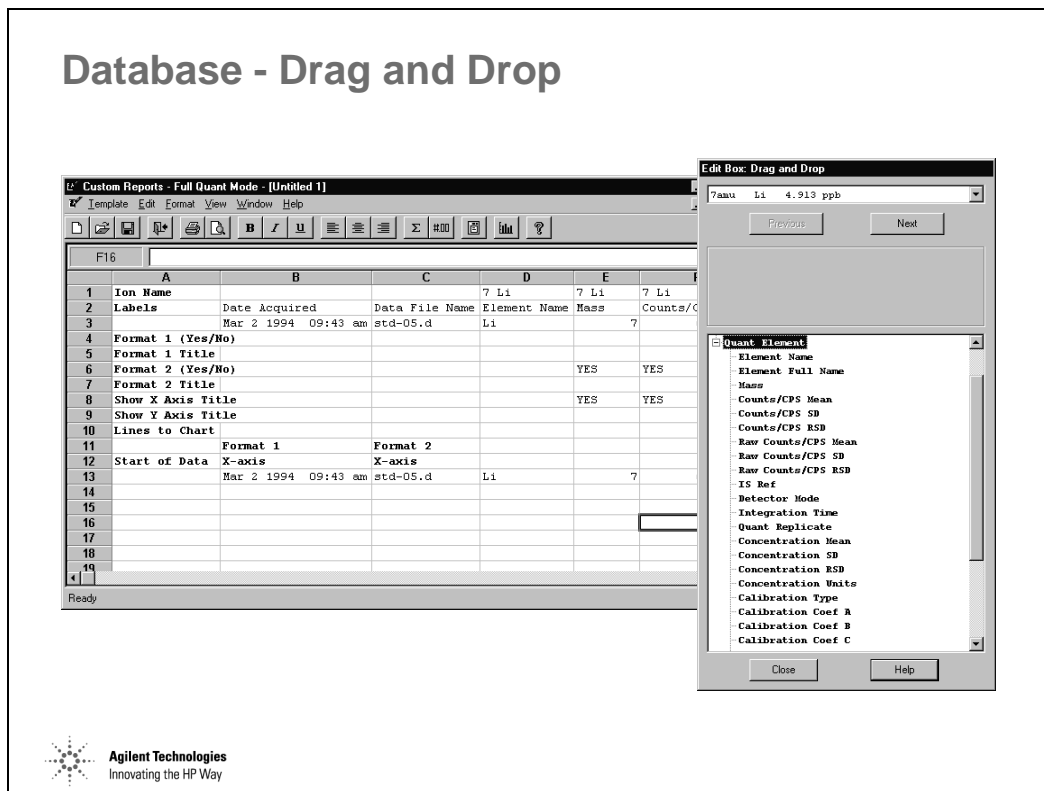 Database - Drag and Drop
Custom Reports - Full Quant Mode - [Untitled 1]
Template Edit Format View Window Help
B I U Σ #.00 ?
F16
A B C D E
1 Ion Name 7 Li 7 Li 7 Li
2 Labels Date Acquired Data File Name Element Name Mass Counts/C
3 Mar 2 1994 09:43 am std-05.d Li 7
4 Format 1 (Yes/No)
5 Format 1 Title
6 Format 2 (Yes/No) YES YES
7 Format 2 Title
8 Show X Axis Title YES YES
9 Show Y Axis Title
10 Lines to Chart
11 Format 1 Format 2
12 Start of Data X-axis X-axis
13 Mar 2 1994 09:43 am std-05.d Li 7
14
15
16
17
18
19
Ready
Edit Box: Drag and Drop
7amu Li 4.913 ppb
Previous Next
Quant Element
Element Name
Element Full Name
Mass
Counts/CPS Mean
Counts/CPS SD
Counts/CPS RSD
Raw Counts/CPS Mean
Raw Counts/CPS SD
Raw Counts/CPS RSD
IS Ref
Detector Mode
Integration Time
Quant Replicate
Concentration Mean
Concentration SD
Concentration RSD
Concentration Units
Calibration Type
Calibration Coef A
Calibration Coef B
Calibration Coef C
Close Help
Agilent Technologies
Innovating the HP Way